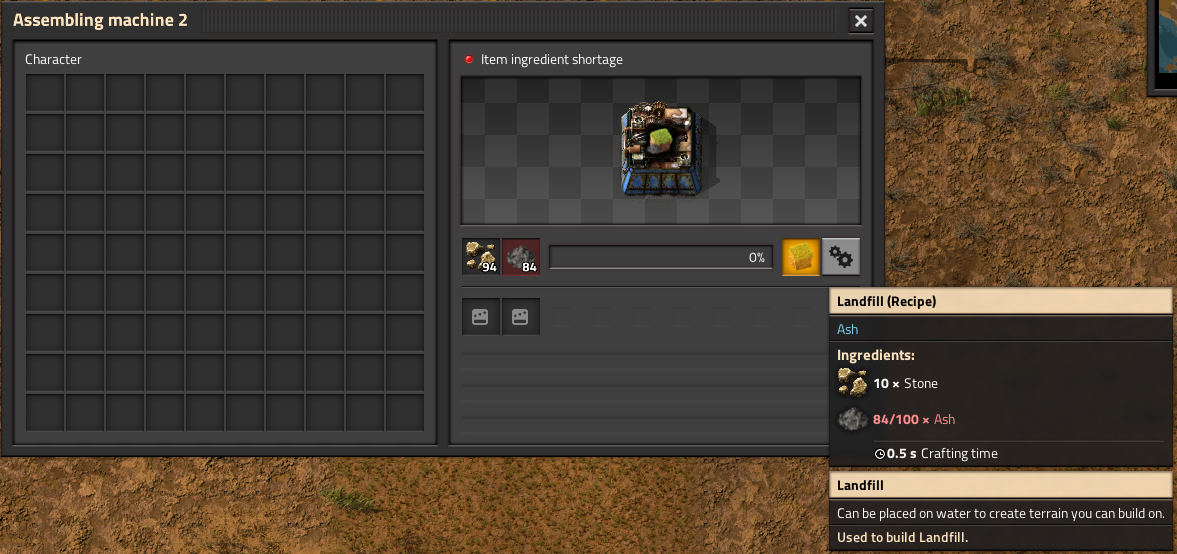 Assembling machine 2
Character
Item ingredient shortage
94
84
0%
Landfill (Recipe)
Ash
Ingredients:
10 × Stone
84/100 × Ash
0.5 s Crafting time
Landfill
Can be placed on water to create terrain you can build on.
Used to build Landfill.